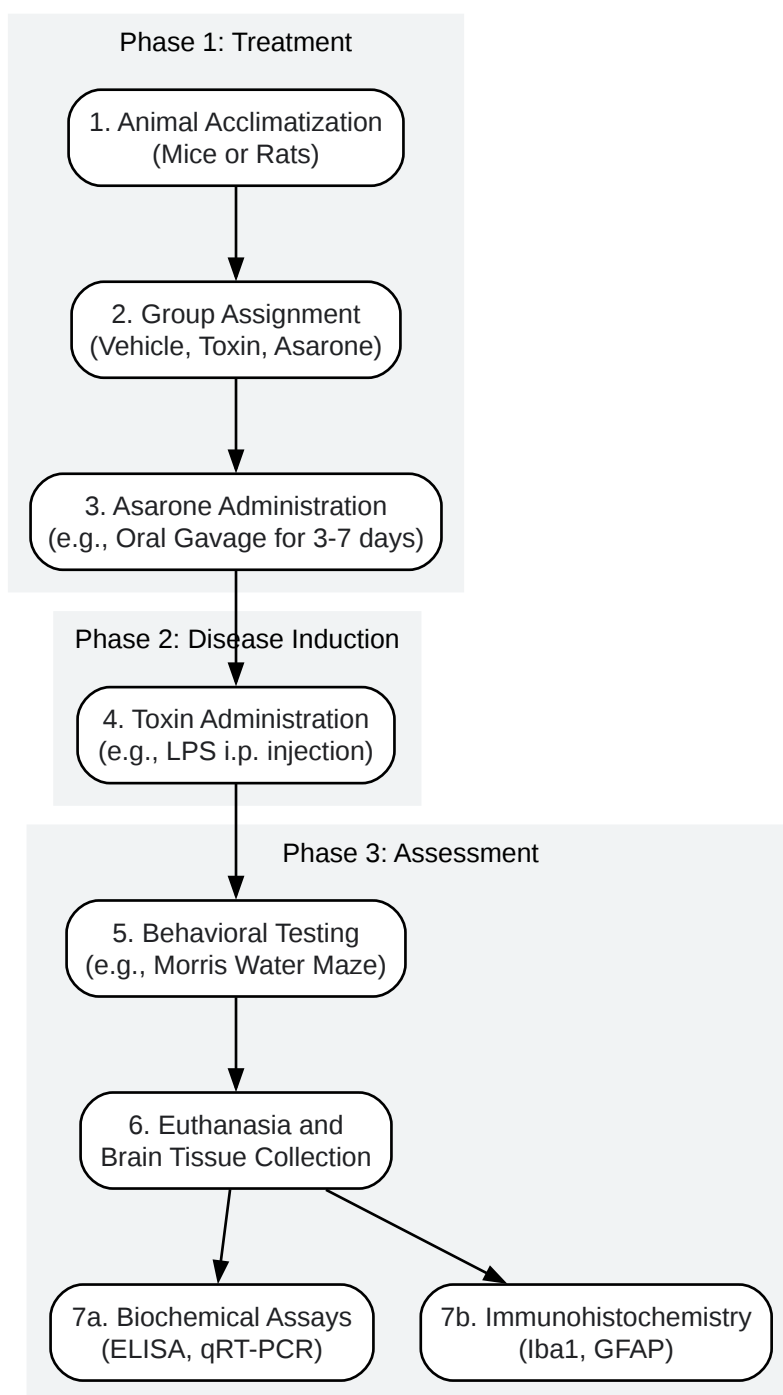 Phase 1: Treatment
1. Animal Acclimatization
(Mice or Rats)
2. Group Assignment
(Vehicle, Toxin, Asarone)
3. Asarone Administration
(e.g., Oral Gavage for 3-7 days)
Phase 2: Disease Induction
4. Toxin Administration
(e.g., LPS i.p. injection)
Phase 3: Assessment
5. Behavioral Testing
(e.g., Morris Water Maze)
6. Euthanasia and
Brain Tissue Collection
7a. Biochemical Assays
(ELISA, qRT-PCR)
7b. Immunohistochemistry
(Iba1, GFAP)